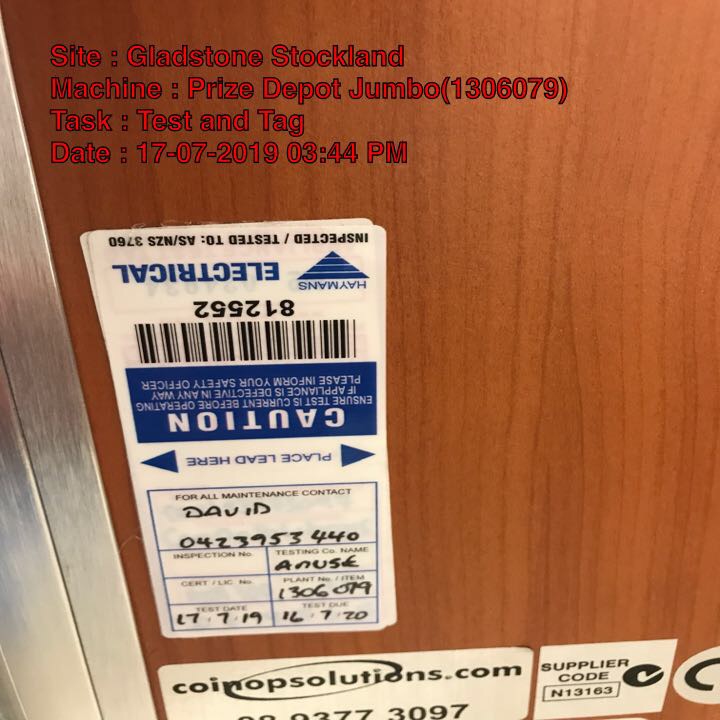 Site : Gladstone Stockland
Machine : Prize Depot Jumbo(1306079)
Task : Test and Tag
Date : 17-07-2019 03:44 PM
INSPECTED / TESTED TO: AS/NZS 3760
HAYMANS
ELECTRICAL
812552
CAUTION
ENSURE TEST IS CURRENT BEFORE OPERATING
IF APPLIANCE IS DEFECTIVE IN ANY WAY
PLEASE INFORM YOUR SAFETY OFFICER
PLACE LEAD HERE
FOR ALL MAINTENANCE CONTACT
DAVID
0423953440
INSPECTION No. TESTING Co. NAME
AMUSE
CERT / LIC No. PLANT No. / ITEM
1306079
TEST DATE TEST DUE
17/7/19 16/7/20
coinopsolutions.com
08 9377 3097
SUPPLIER
CODE
N13163